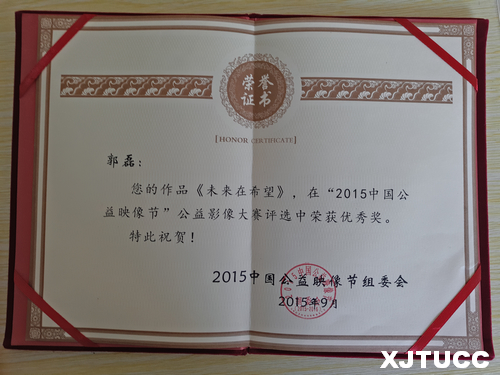 荣誉
证书
[ HONOR CERTIFICATE ]
郭磊：
您的作品《未来在希望》，在“2015中国公
益映像节”公益影像大赛评选中荣获优秀奖。
特此祝贺！
2015中国公益映像节组委会
2015年9月
XJTUCC